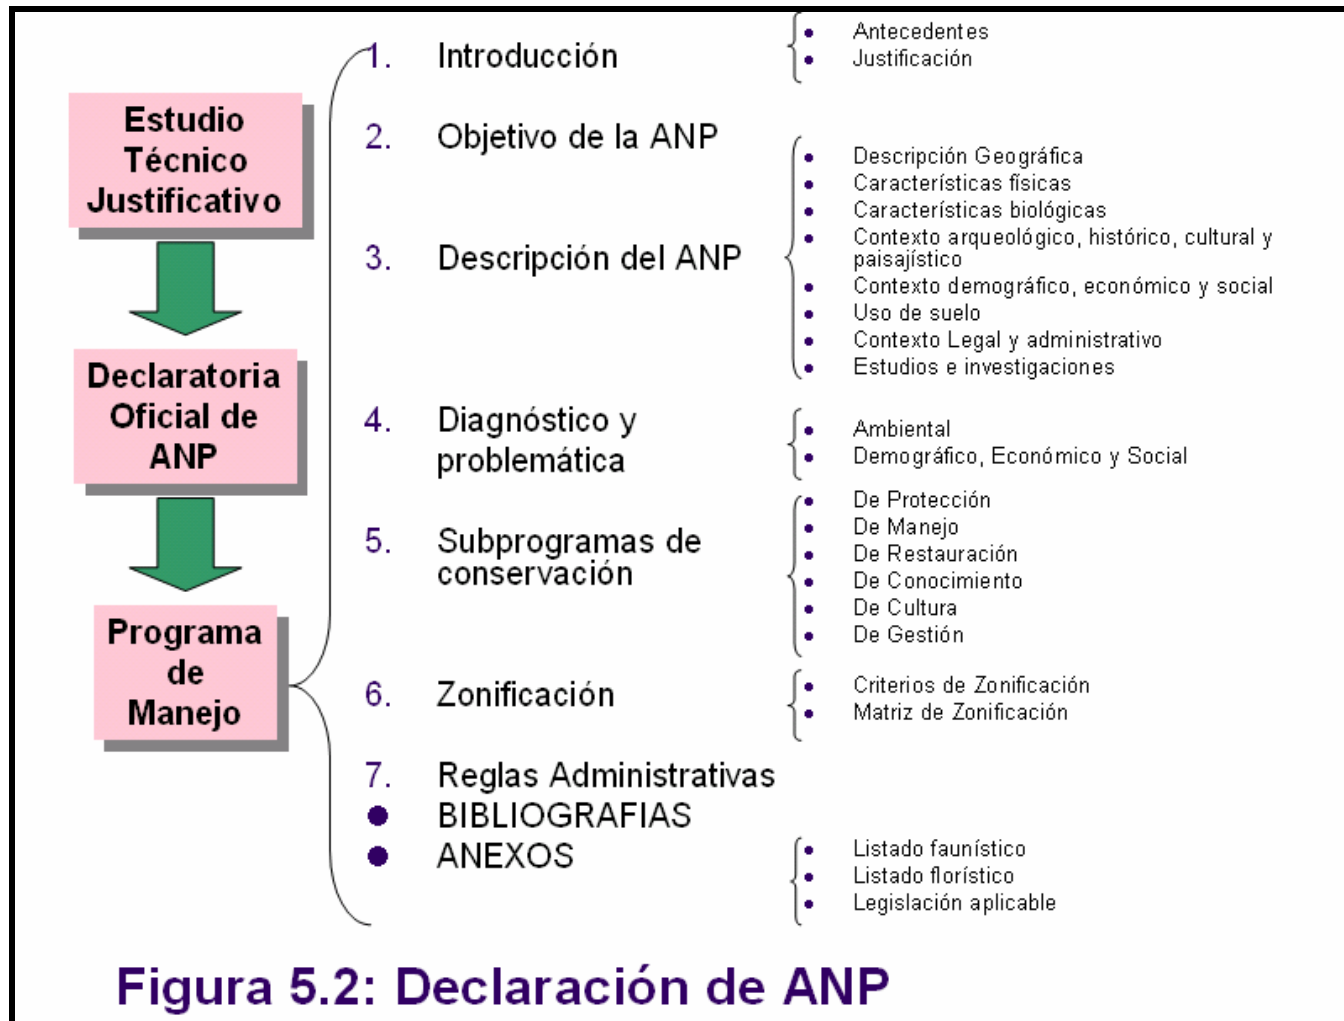 Estudio
Técnico
Justificativo
Declaratoria
Oficial de
ANP
Programa
de
Manejo
1. Introducción
• Antecedentes
• Justificación
2. Objetivo de la ANP
3. Descripción del ANP
• Descripción Geográfica
• Características físicas
• Características biológicas
• Contexto arqueológico, histórico, cultural y
paisajístico
• Contexto demográfico, económico y social
• Uso de suelo
• Contexto Legal y administrativo
• Estudios e investigaciones
4. Diagnóstico y
problemática
• Ambiental
• Demográfico, Económico y Social
5. Subprogramas de
conservación
• De Protección
• De Manejo
• De Restauración
• De Conocimiento
• De Cultura
• De Gestión
6. Zonificación
• Criterios de Zonificación
• Matriz de Zonificación
7. Reglas Administrativas
• BIBLIOGRAFIAS
• ANEXOS
• Listado faunístico
• Listado florístico
• Legislación aplicable
Figura 5.2: Declaración de ANP